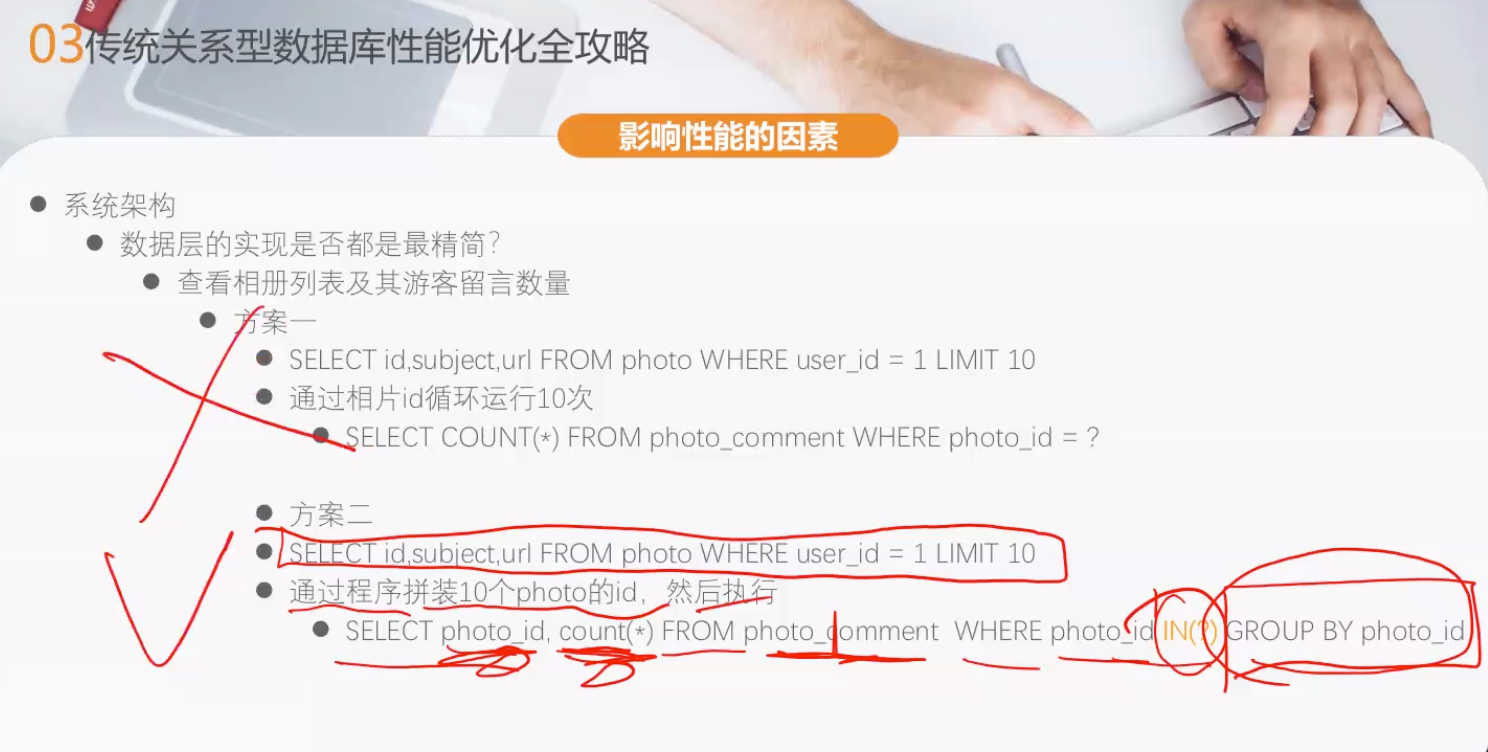 03传统关系型数据库性能优化全攻略
影响性能的因素
系统架构
数据层的实现是否都是最精简?
查看相册列表及其游客留言数量
方案一
SELECT id,subject,url FROM photo WHERE user_id = 1 LIMIT 10
通过相片id循环运行10次
SELECT COUNT(*) FROM photo_comment WHERE photo_id = ?
方案二
SELECT id,subject,url FROM photo WHERE user_id = 1 LIMIT 10
通过程序拼装10个photo的id，然后执行
SELECT photo_id, count(*) FROM photo_comment WHERE photo_id IN(?) GROUP BY photo_id